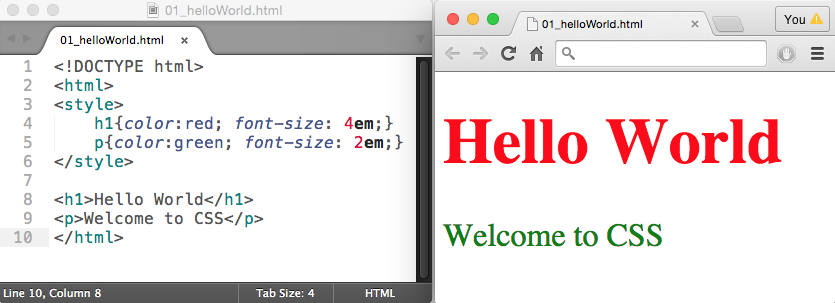 01_helloWorld.html
01_helloWorld.html ×
1 <!DOCTYPE html>
2 <html>
3 <style>
4     h1{color:red; font-size: 4em;}
5     p{color:green; font-size: 2em;}
6 </style>
7
8 <h1>Hello World</h1>
9 <p>Welcome to CSS</p>
10 </html>
Line 10, Column 8 Tab Size: 4 HTML
01_helloWorld.html × You
Hello World
Welcome to CSS